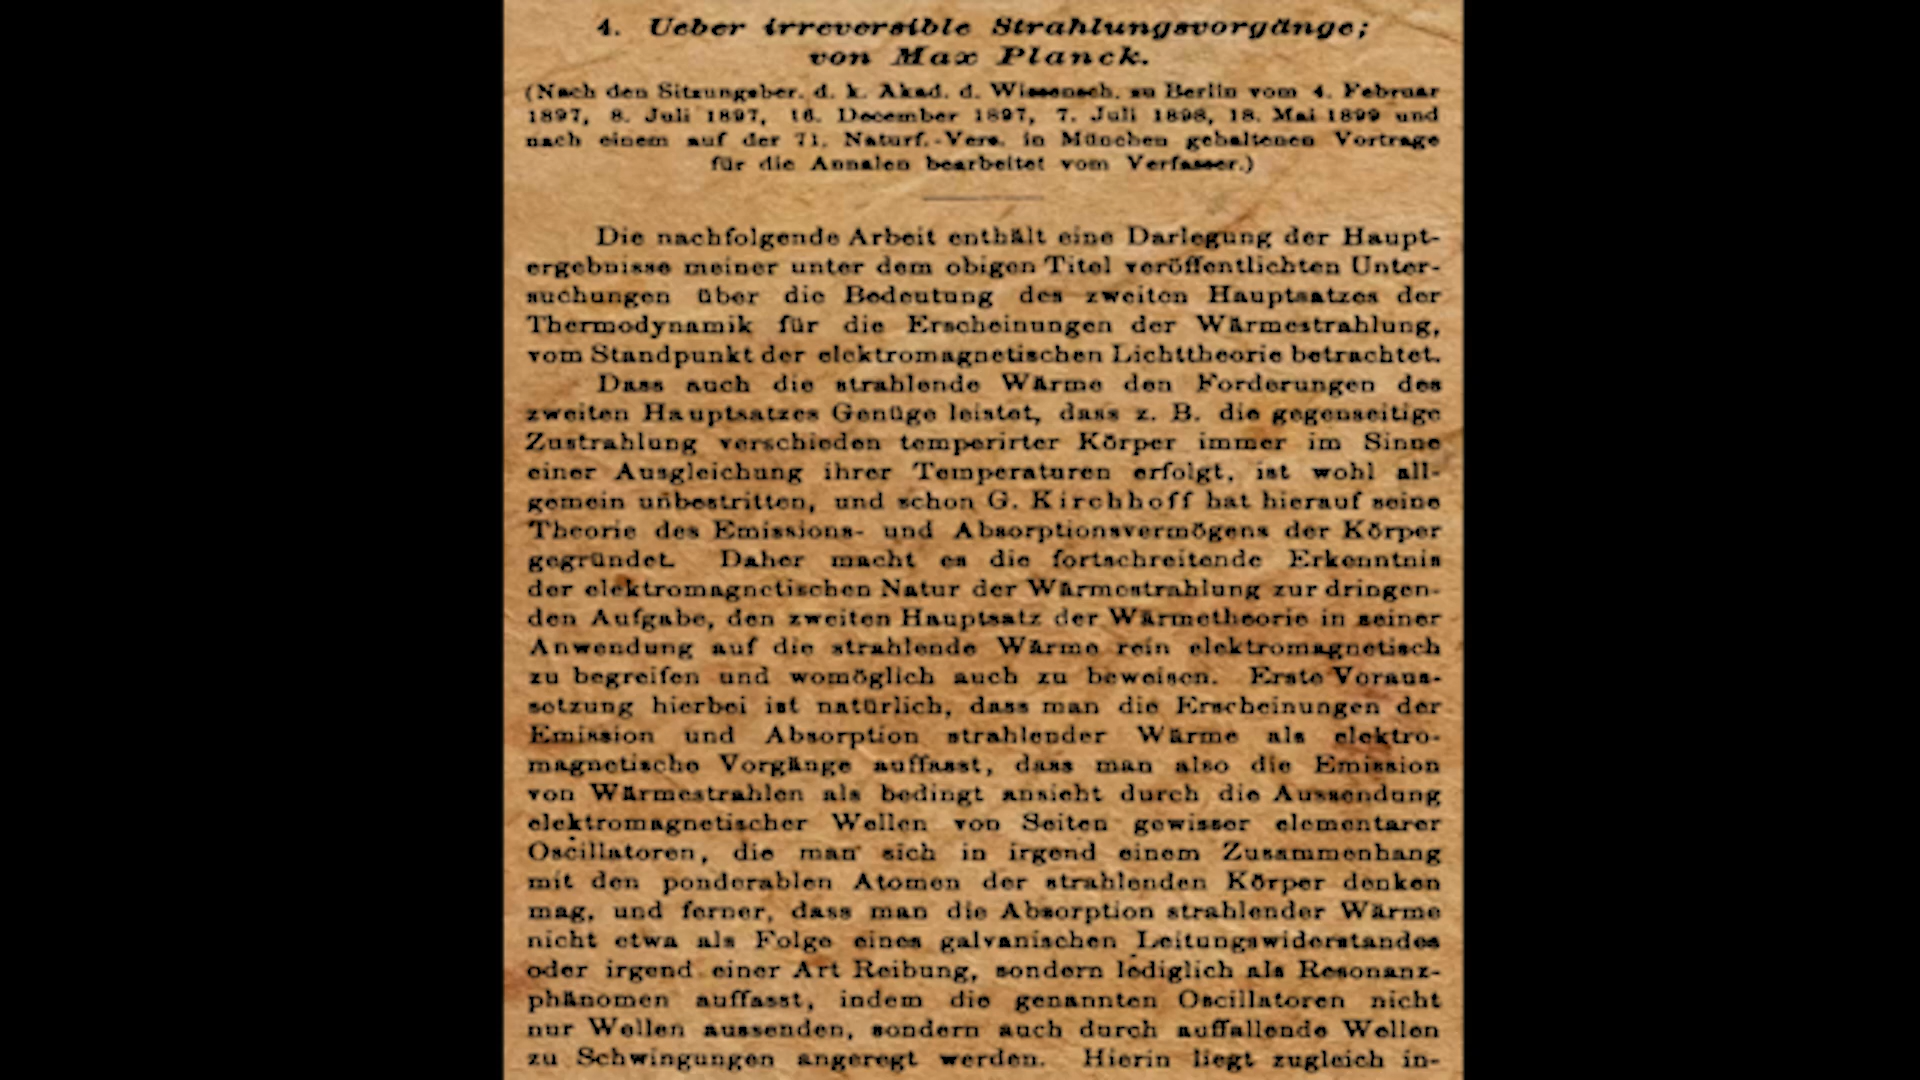 4. Ueber irreversible Strahlungsvorgänge;
von Max Planck.
(Nach den Sitzungsber. d. k. Akad. d. Wissensch. zu Berlin vom 4. Februar
1897, 8. Juli 1897, 16. December 1897, 7. Juli 1898, 18. Mai 1899 und
nach einem auf der 71. Naturf.-Vers. in München gehaltenen Vortrage
für die Annalen bearbeitet vom Verfasser.)
Die nachfolgende Arbeit enthält eine Darlegung der Haupt-
ergebnisse meiner unter dem obigen Titel veröffentlichten Unter-
suchungen über die Bedeutung des zweiten Hauptsatzes der
Thermodynamik für die Erscheinungen der Wärmestrahlung,
vom Standpunkt der elektromagnetischen Lichttheorie betrachtet.
Dass auch die strahlende Wärme den Forderungen des
zweiten Hauptsatzes Genüge leistet, dass z. B. die gegenseitige
Zustrahlung verschieden temperirter Körper immer im Sinne
einer Ausgleichung ihrer Temperaturen erfolgt, ist wohl all-
gemein unbestritten, und schon G. Kirchhoff hat hierauf seine
Theorie des Emissions- und Absorptionsvermögens der Körper
gegründet. Daher macht es die fortschreitende Erkenntnis
der elektromagnetischen Natur der Wärmestrahlung zur dringen-
den Aufgabe, den zweiten Hauptsatz der Wärmetheorie in seiner
Anwendung auf die strahlende Wärme rein elektromagnetisch
zu begreifen und womöglich auch zu beweisen. Erste Voraus-
setzung hierbei ist natürlich, dass man die Erscheinungen der
Emission und Absorption strahlender Wärme als elektro-
magnetische Vorgänge auffasst, dass man also die Emission
von Wärmestrahlen als bedingt ansieht durch die Aussendung
elektromagnetischer Wellen von Seiten gewisser elementarer
Oscillatoren, die man sich in irgend einem Zusammenhang
mit den ponderablen Atomen der strahlenden Körper denken
mag, und ferner, dass man die Absorption strahlender Wärme
nicht etwa als Folge eines galvanischen Leitungswiderstandes
oder irgend einer Art Reibung, sondern lediglich als Resonanz-
phänomen auffasst, indem die genannten Oscillatoren nicht
nur Wellen aussenden, sondern auch durch auffallende Wellen
zu Schwingungen angeregt werden. Hierin liegt zugleich in-